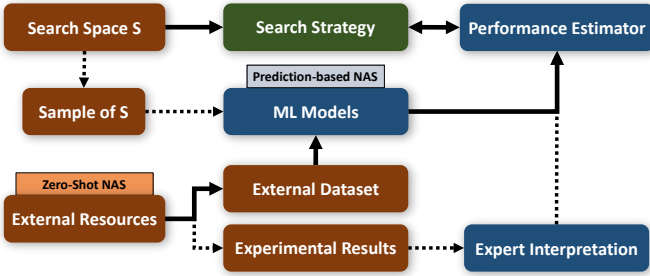 Search Space S
Search Strategy
Performance Estimator
Prediction-based NAS
Sample of S
ML Models
Zero-Shot NAS
External Dataset
External Resources
Experimental Results
Expert Interpretation